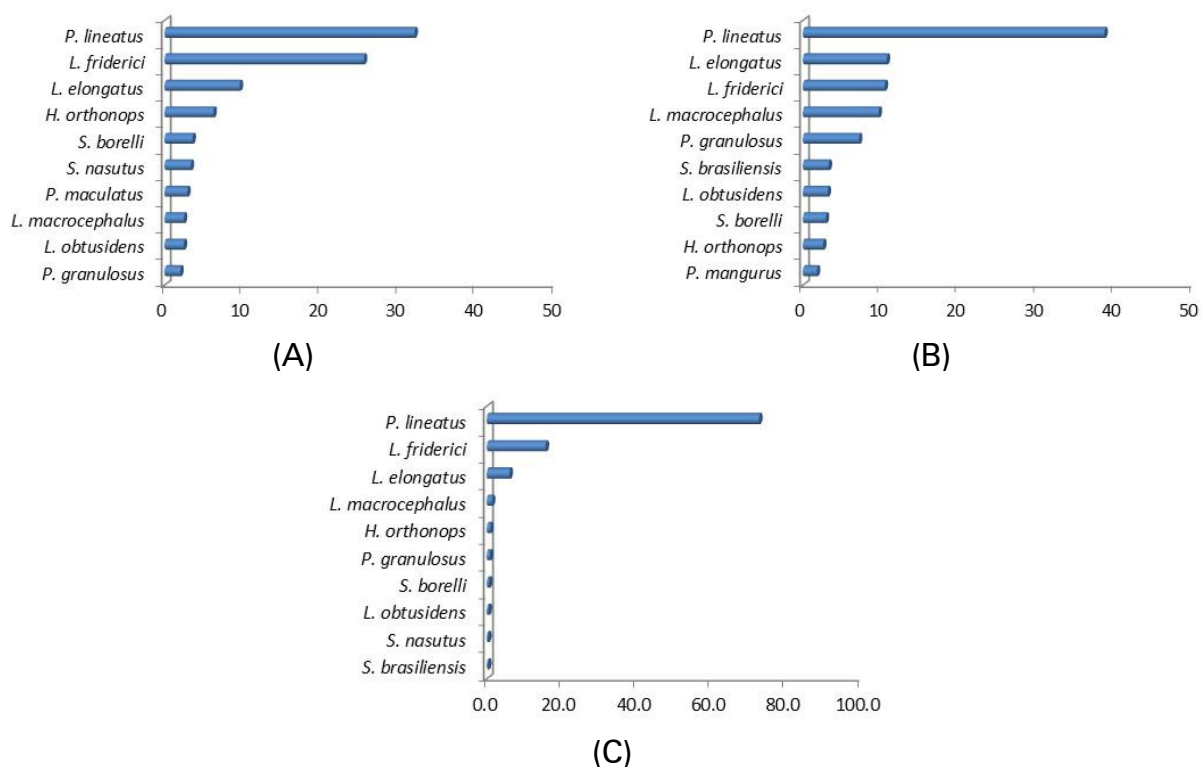 P. lineatus
L. friderici
L. elongatus
H. orthonops
S. borelli
S. nasutus
P. maculatus
L. macrocephalus
L. obtusidens
P. granulosus
0 10 20 30 40 50
(A)
P. lineatus
L. elongatus
L. friderici
L. macrocephalus
P. granulosus
S. brasiliensis
L. obtusidens
S. borelli
H. orthonops
P. mangurus
0 10 20 30 40 50
(B)
P. lineatus
L. friderici
L. elongatus
L. macrocephalus
H. orthonops
P. granulosus
S. borelli
L. obtusidens
S. nasutus
S. brasiliensis
0.0 20.0 40.0 60.0 80.0 100.0
(C)